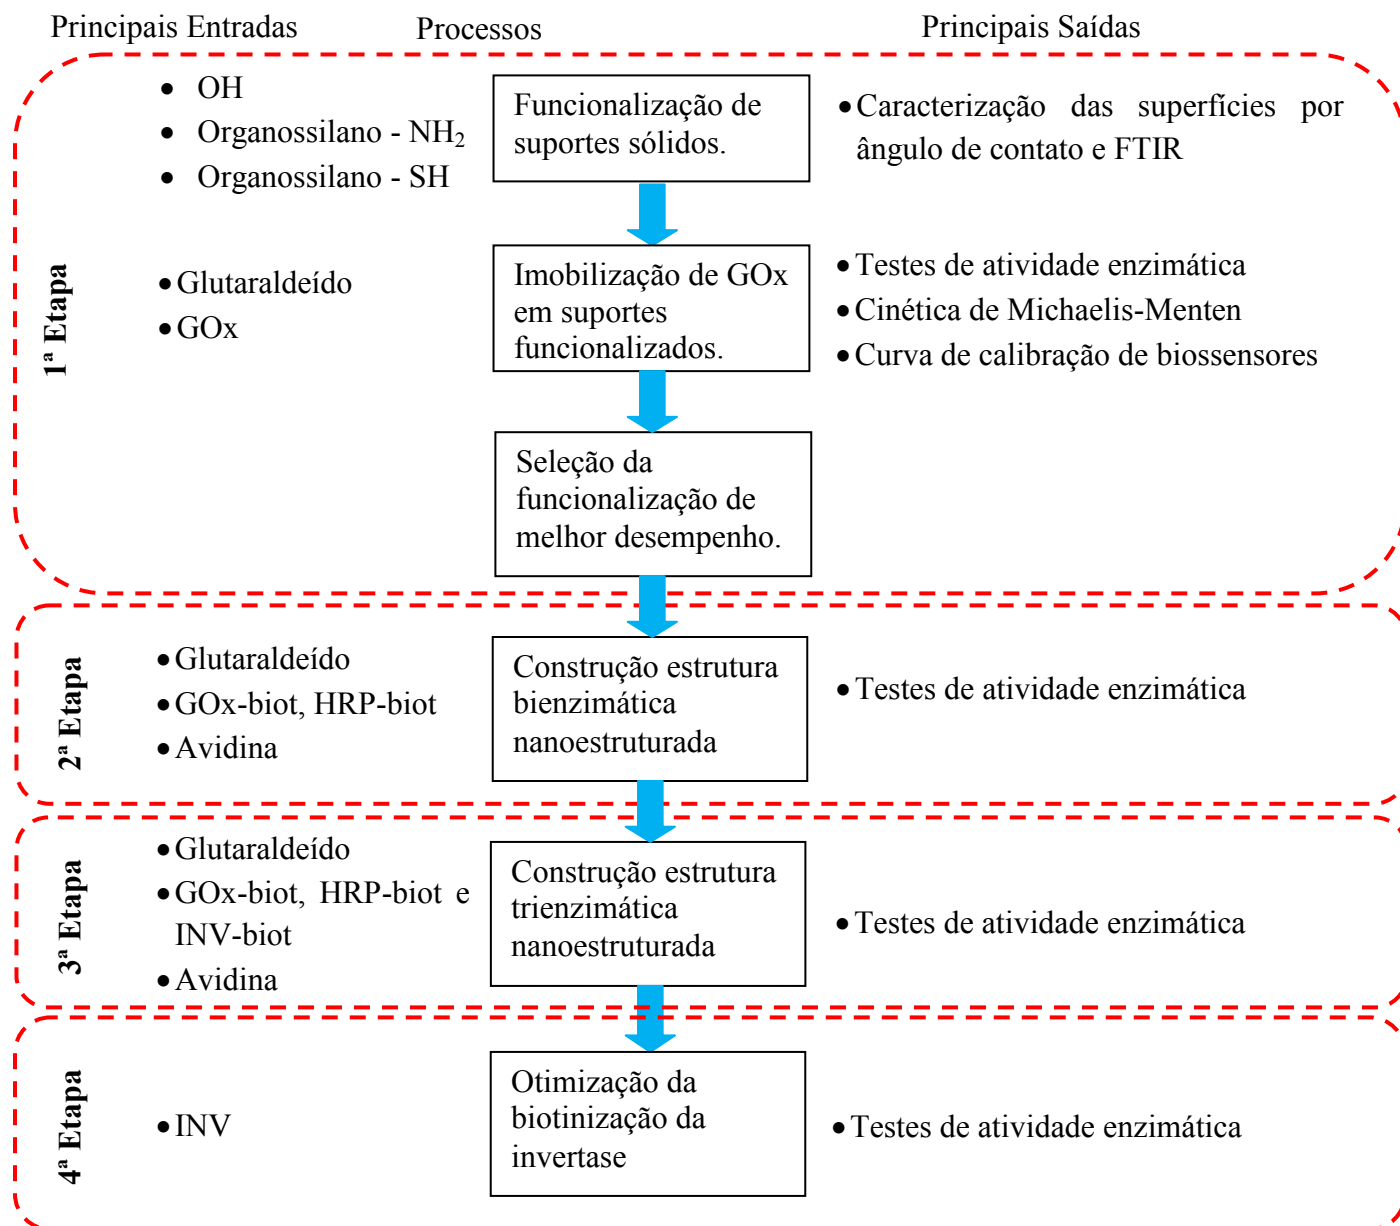 Principais Entradas
Processos
Principais Saídas
1ª Etapa
• OH
• Organossilano - NH₂
• Organossilano - SH
Funcionalização de
suportes sólidos.
• Caracterização das superfícies por
ângulo de contato e FTIR
• Glutaraldeído
• GOx
Imobilização de GOx
em suportes
funcionalizados.
• Testes de atividade enzimática
• Cinética de Michaelis-Menten
• Curva de calibração de biossensores
Seleção da
funcionalização de
melhor desempenho.
2ª Etapa
• Glutaraldeído
• GOx-biot, HRP-biot
• Avidina
Construção estrutura
bienzimática
nanoestruturada
• Testes de atividade enzimática
3ª Etapa
• Glutaraldeído
• GOx-biot, HRP-biot e
INV-biot
• Avidina
Construção estrutura
trienzimática
nanoestruturada
• Testes de atividade enzimática
4ª Etapa
• INV
Otimização da
biotinização da
invertase
• Testes de atividade enzimática